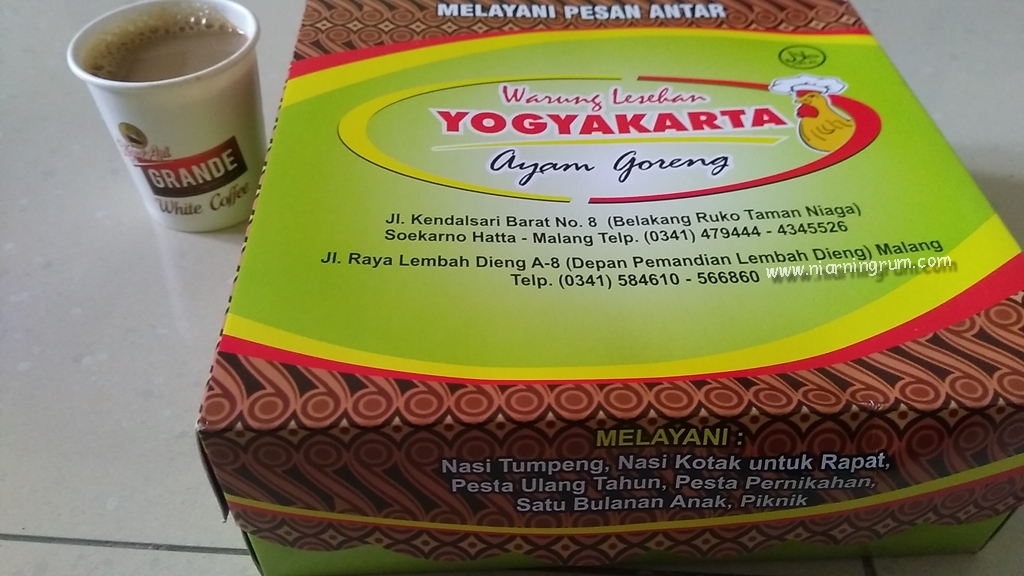 MELAYANI PESAN ANTAR
Warung Lesehan
YOGYAKARTA
Ayam Goreng
Jl. Kendalsari Barat No. 8 (Belakang Ruko Taman Niaga)
Soekarno Hatta - Malang Telp. (0341) 479444 - 4345526
Jl. Raya Lembah Dieng A-8 (Depan Pemandian Lembah Dieng) Malang
Telp. (0341) 584610 - 566860
www.niarningrum.com
MELAYANI :
Nasi Tumpeng, Nasi Kotak untuk Rapat,
Pesta Ulang Tahun, Pesta Pernikahan,
Satu Bulanan Anak, Piknik
GRANDE
White Coffee